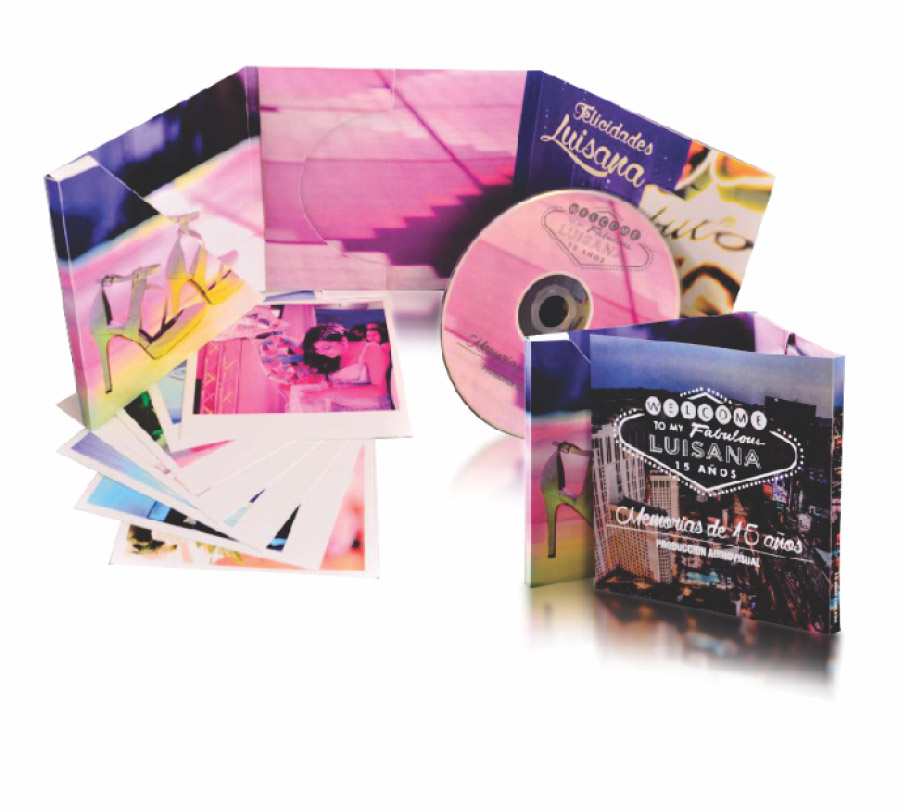 Felicidades
Luisana
WELCOME
TO MY Fabulous
LUISANA
15 AÑOS
Memorias
WELCOME
TO MY Fabulous
LUISANA
15 AÑOS
Memorias de 15 años
PRODUCCIÓN AUDIOVISUAL